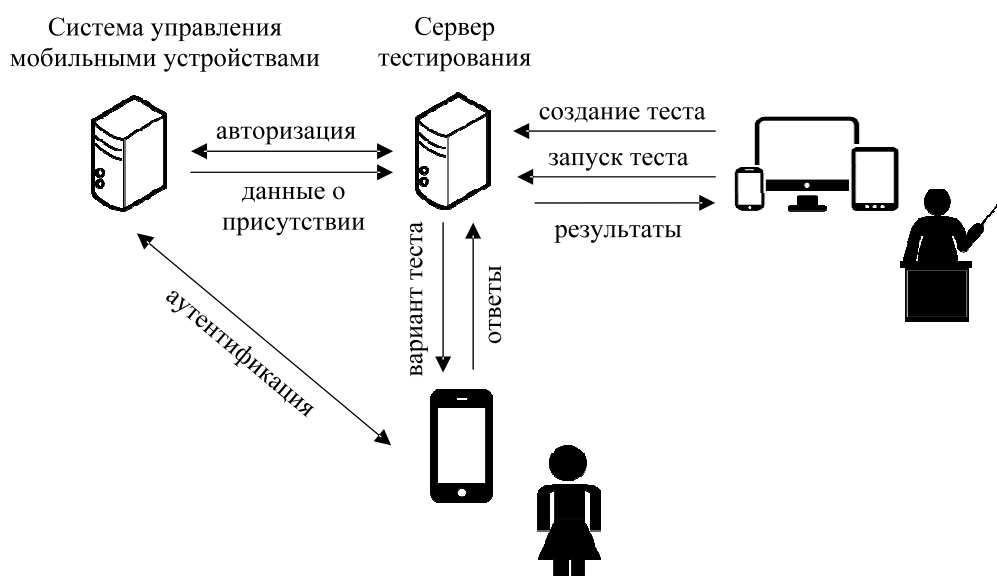 Система управления
мобильными устройствами
Сервер
тестирования
авторизация
данные о
присутствии
создание теста
запуск теста
результаты
вариант теста
ответы
аутентификация